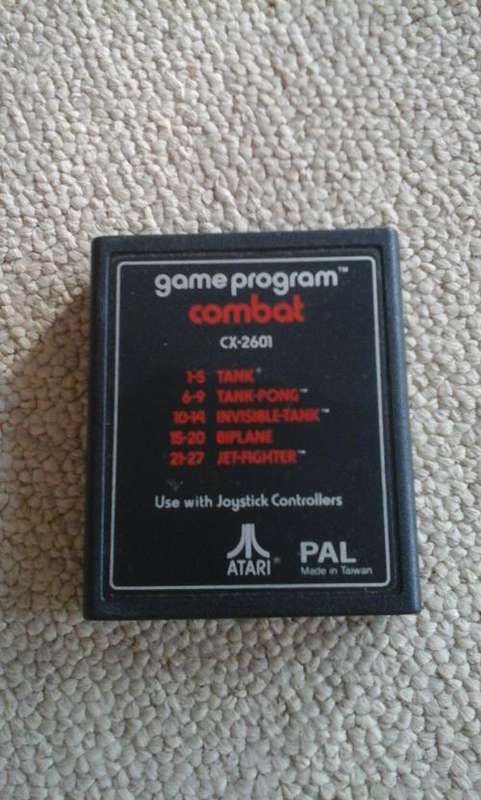 game program™
combat
CX-2601
1-5 TANK®
6-9 TANK-PONG™
10-14 INVISIBLE-TANK™
15-20 BIPLANE
21-27 JET-FIGHTER™
Use with Joystick Controllers
ATARI® PAL
Made in Taiwan